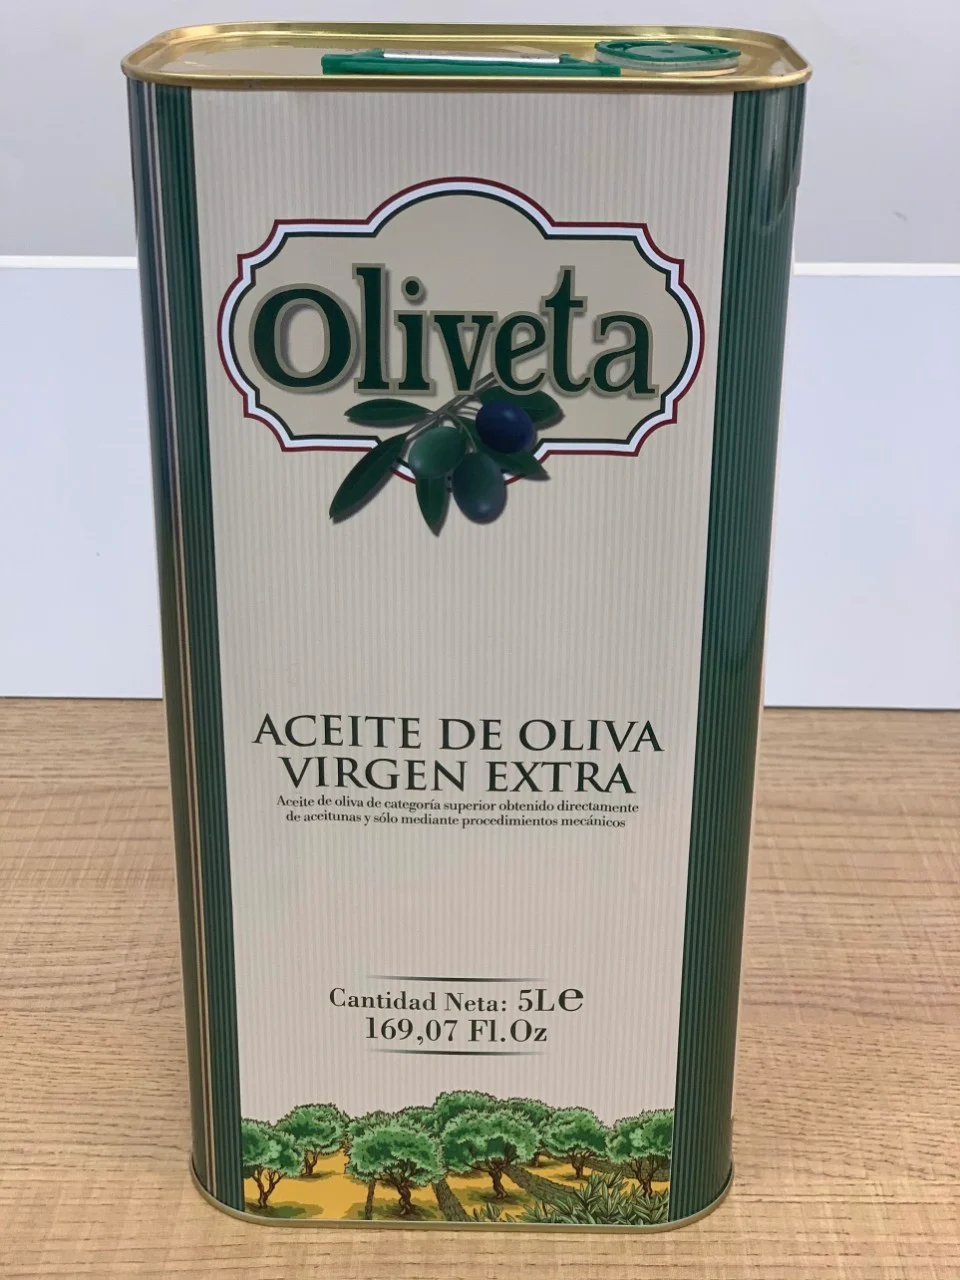 Oliveta
ACEITE DE OLIVA
VIRGEN EXTRA
Aceite de oliva de categoría superior obtenido directamente
de aceitunas y sólo mediante procedimientos mecánicos
Cantidad Neta: 5L℮
169,07 Fl.Oz